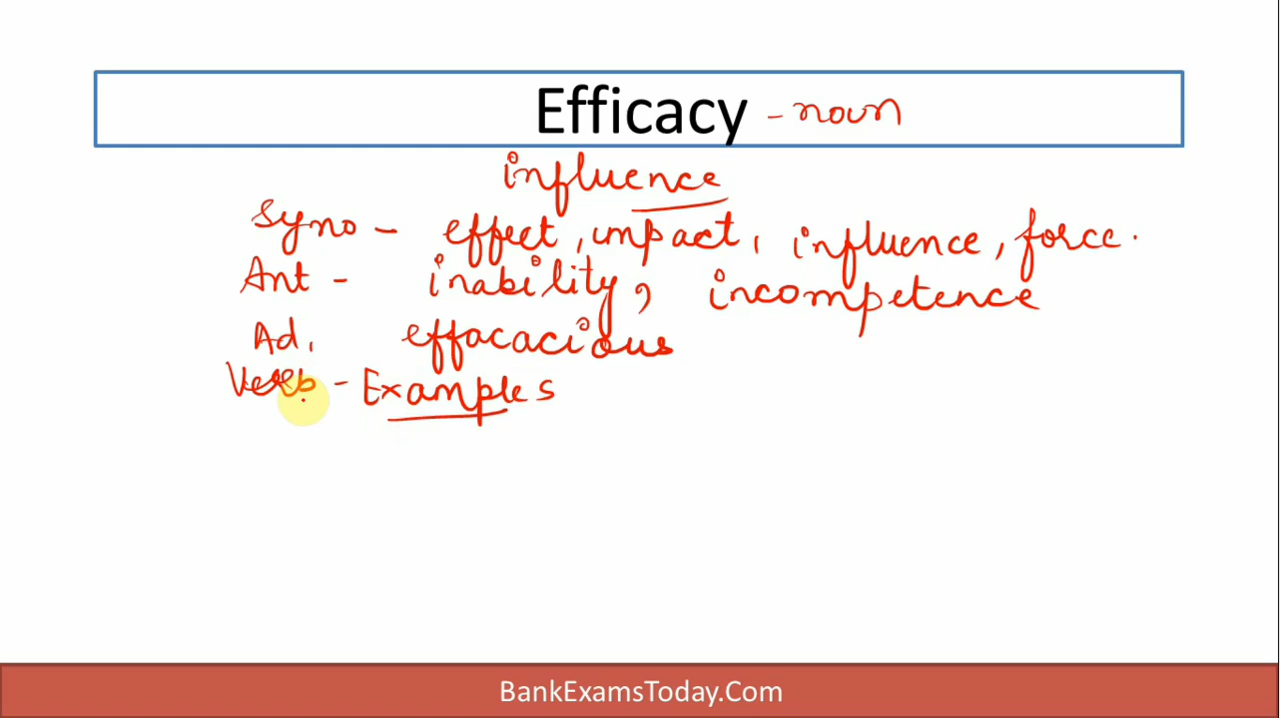 Efficacy - noun
influence
Syno - effect, impact, influence, force.
Ant - inability, incompetence
Ad, effacacious
Verb - Examples
BankExamsToday.Com